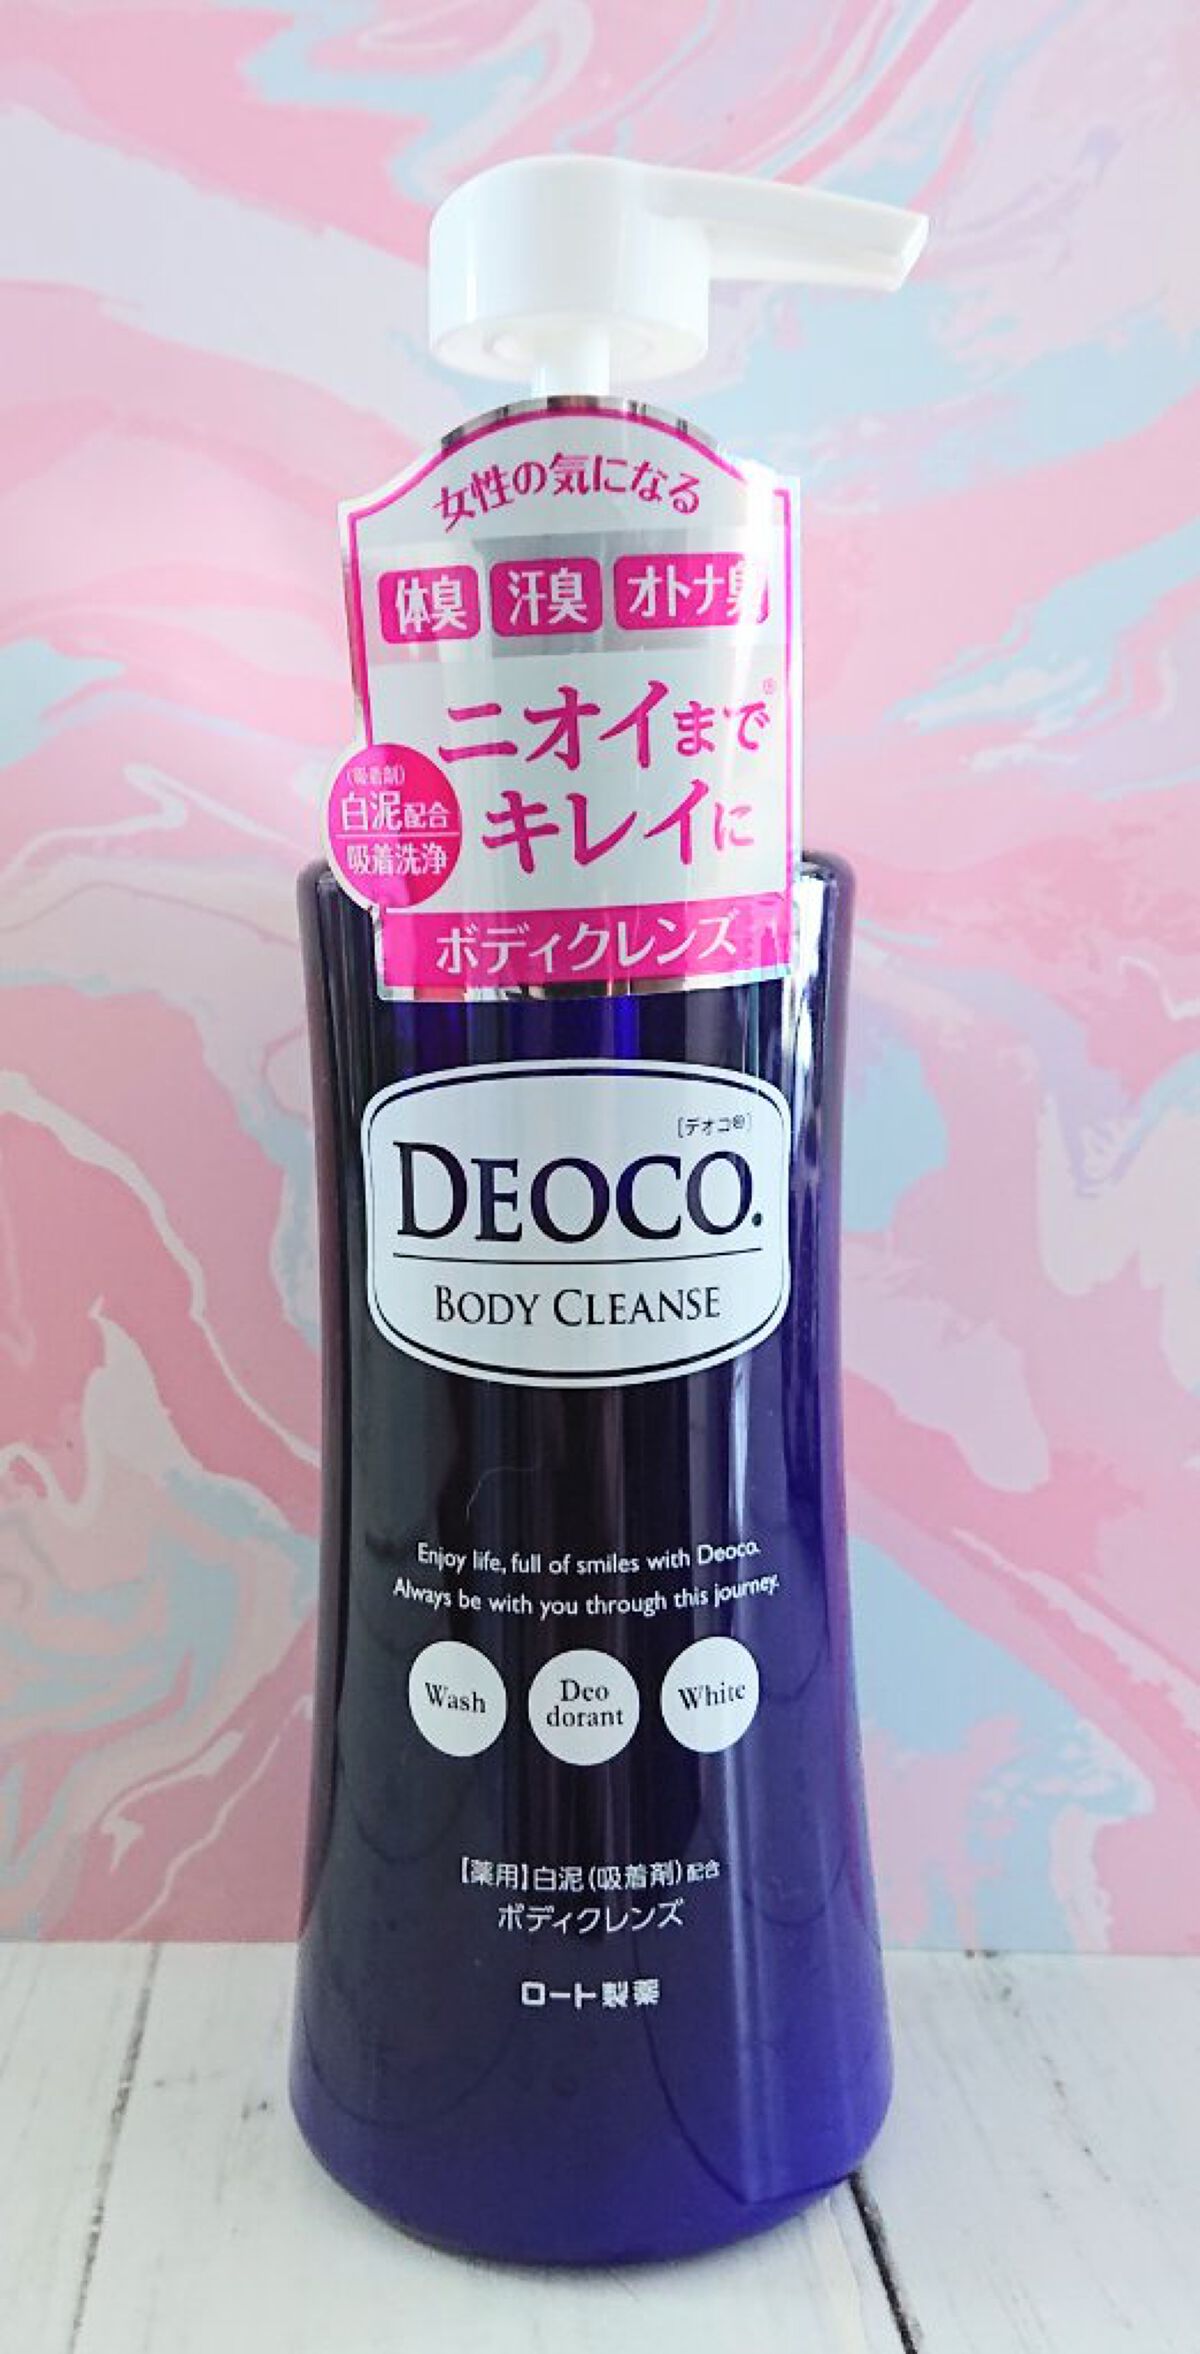 女性の気になる
体臭 汗臭 オトナ臭
ニオイまで®
キレイに
(吸着剤)
白泥配合
吸着洗浄
ボディクレンズ
[デオコ®]
DEOCO.
BODY CLEANSE
Enjoy life, full of smiles with Deoco.
Always be with you through this journey.
Wash
Deo
dorant
White
【薬用】白泥(吸着剤)配合
ボディクレンズ
ロート製薬